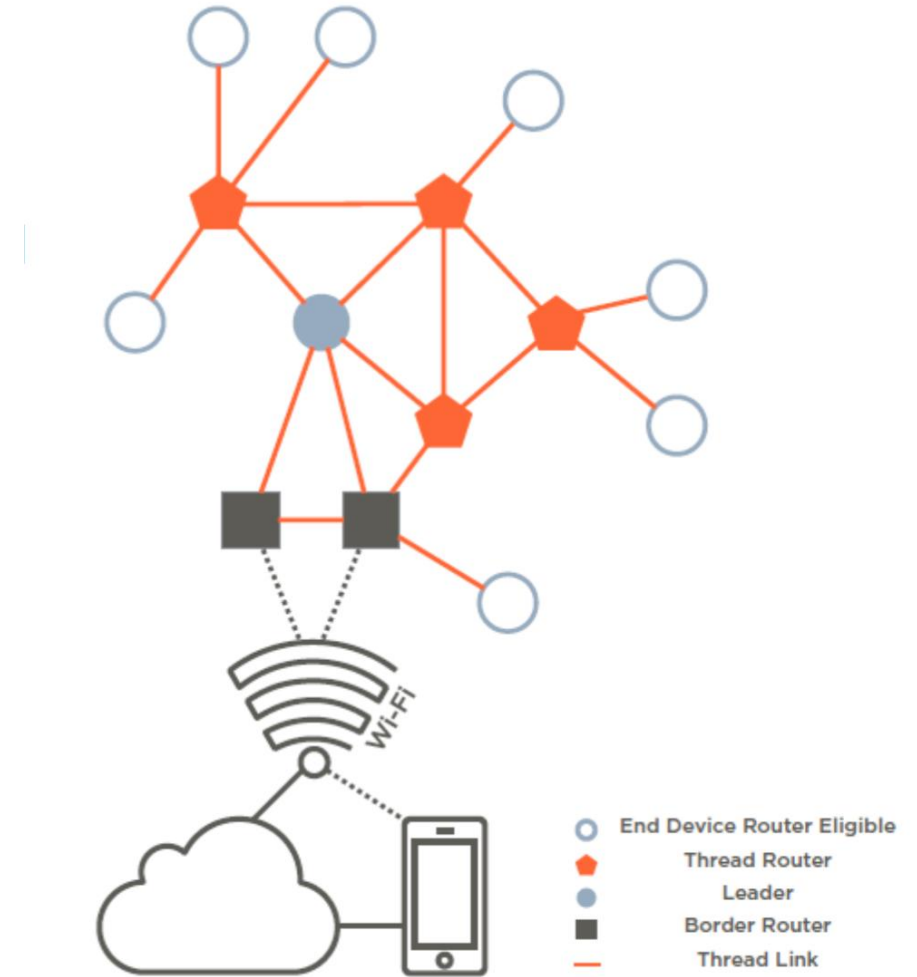 Wi-Fi
End Device Router Eligible
Thread Router
Leader
Border Router
Thread Link